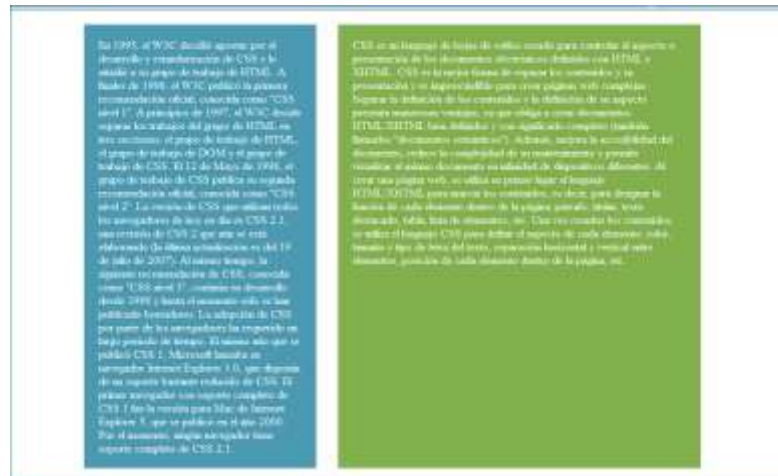 En 1995, el W3C decidió apostar por el
desarrollo y estandarización de CSS y lo
añadió a su grupo de trabajo de HTML. A
finales de 1996, el W3C publicó la primera
recomendación oficial, conocida como "CSS
nivel 1". A principios de 1997, el W3C decide
separar los trabajos del grupo de HTML en
tres secciones: el grupo de trabajo de HTML,
el grupo de trabajo de DOM y el grupo de
trabajo de CSS. El 12 de Mayo de 1998, el
grupo de trabajo de CSS publica su segunda
recomendación oficial, conocida como "CSS
nivel 2". La versión de CSS que utilizan todos
los navegadores de hoy en día es CSS 2.1,
una revisión de CSS 2 que aún se está
elaborando (la última actualización es del 19
de julio de 2007). Al mismo tiempo, la
siguiente recomendación de CSS, conocida
como "CSS nivel 3", continúa en desarrollo
desde 1998 y hasta el momento sólo se han
publicado borradores. La adopción de CSS
por parte de los navegadores ha requerido un
largo periodo de tiempo. El mismo año que se
publicó CSS 1, Microsoft lanzaba su
navegador Internet Explorer 3.0, que disponía
de un soporte bastante reducido de CSS. El
primer navegador con soporte completo de
CSS 1 fue la versión para Mac de Internet
Explorer 5, que se publicó en el año 2000.
Por el momento, ningún navegador tiene
soporte completo de CSS 2.1.
CSS es un lenguaje de hojas de estilos creado para controlar el aspecto o
presentación de los documentos electrónicos definidos con HTML y
XHTML. CSS es la mejor forma de separar los contenidos y su
presentación y es imprescindible para crear páginas web complejas.
Separar la definición de los contenidos y la definición de su aspecto
presenta numerosas ventajas, ya que obliga a crear documentos
HTML/XHTML bien definidos y con significado completo (también
llamados "documentos semánticos"). Además, mejora la accesibilidad del
documento, reduce la complejidad de su mantenimiento y permite
visualizar el mismo documento en infinidad de dispositivos diferentes. Al
crear una página web, se utiliza en primer lugar el lenguaje
HTML/XHTML para marcar los contenidos, es decir, para designar la
función de cada elemento dentro de la página: párrafo, titular, texto
destacado, tabla, lista de elementos, etc. Una vez creados los contenidos,
se utiliza el lenguaje CSS para definir el aspecto de cada elemento: color,
tamaño y tipo de letra del texto, separación horizontal y vertical entre
elementos, posición de cada elemento dentro de la página, etc.